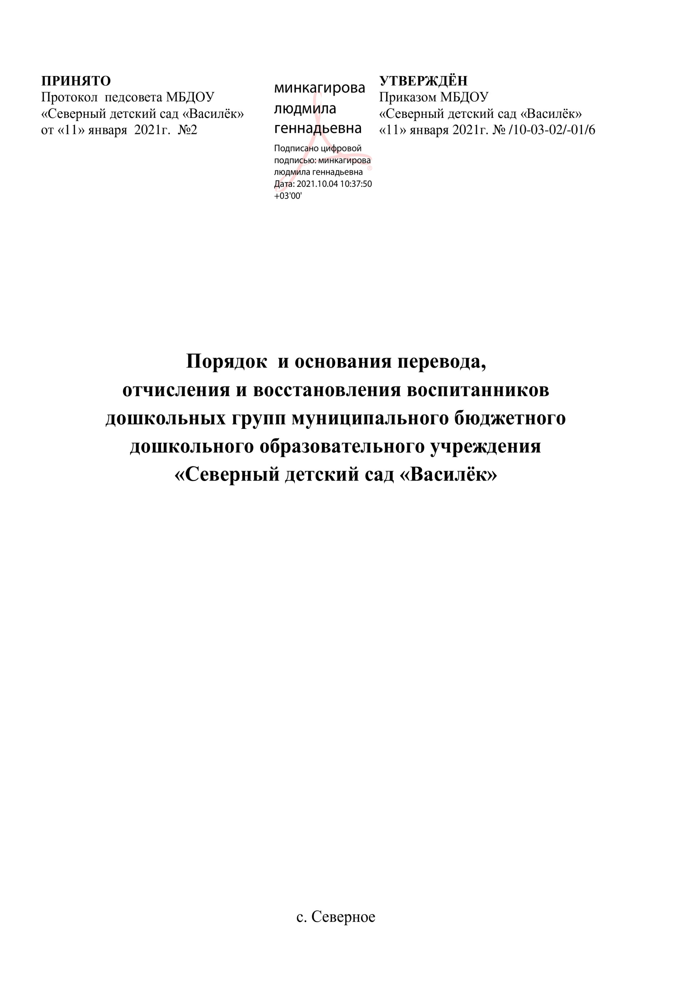 ПРИНЯТО
Протокол  педсовета МБДОУ
«Северный детский сад «Василёк»
от «11» января  2021г.  №2
минкагирова
людмила
геннадьевна
Подписано цифровой
подписью: минкагирова
людмила геннадьевна
Дата: 2021.10.04 10:37:50
+03'00'
УТВЕРЖДЁН
Приказом МБДОУ
«Северный детский сад «Василёк»
«11» января 2021г. № /10-03-02/-01/6
Порядок  и основания перевода,
отчисления и восстановления воспитанников
дошкольных групп муниципального бюджетного
дошкольного образовательного учреждения
«Северный детский сад «Василёк»
с. Северное